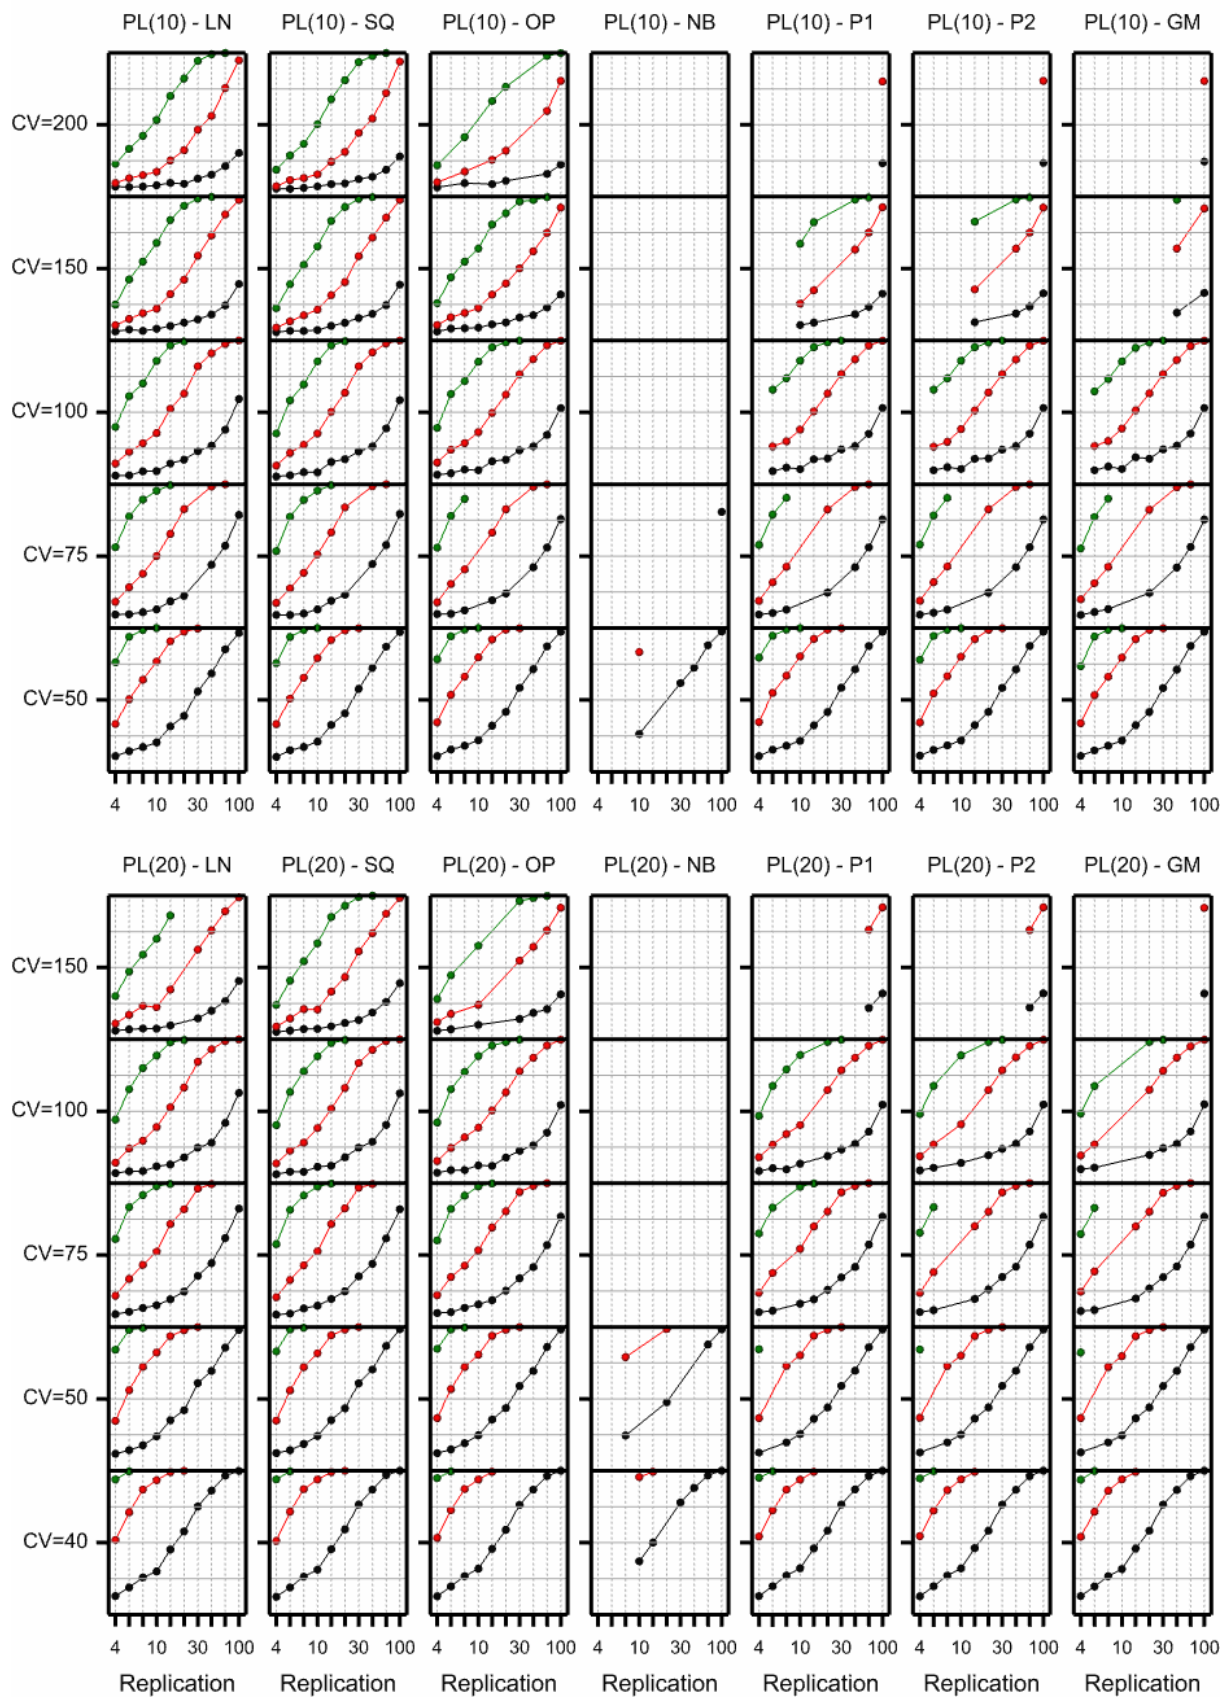 PL(10) - LN PL(10) - SQ PL(10) - OP PL(10) - NB PL(10) - P1 PL(10) - P2 PL(10) - GM
CV=200
CV=150
CV=100
CV=75
CV=50
4 10 30 100 4 10 30 100 4 10 30 100 4 10 30 100 4 10 30 100 4 10 30 100 4 10 30 100
PL(20) - LN PL(20) - SQ PL(20) - OP PL(20) - NB PL(20) - P1 PL(20) - P2 PL(20) - GM
CV=150
CV=100
CV=75
CV=50
CV=40
4 10 30 100 4 10 30 100 4 10 30 100 4 10 30 100 4 10 30 100 4 10 30 100 4 10 30 100
Replication Replication Replication Replication Replication Replication Replication